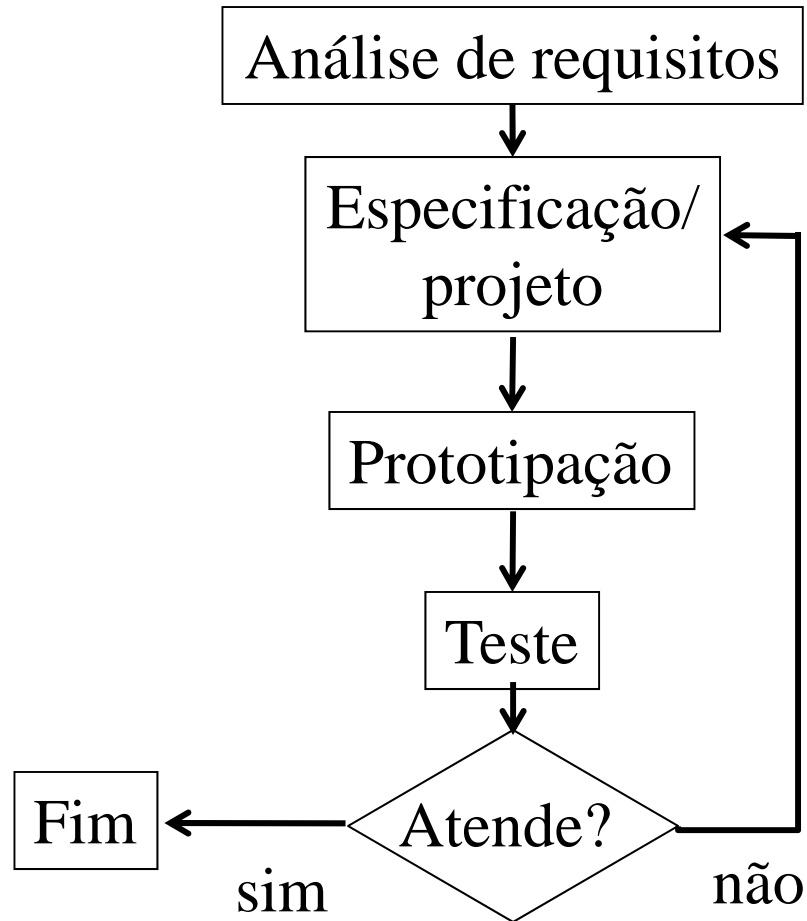 Análise de requisitos
Especificação/
projeto
Prototipação
Teste
Atende?
Fim
sim
não